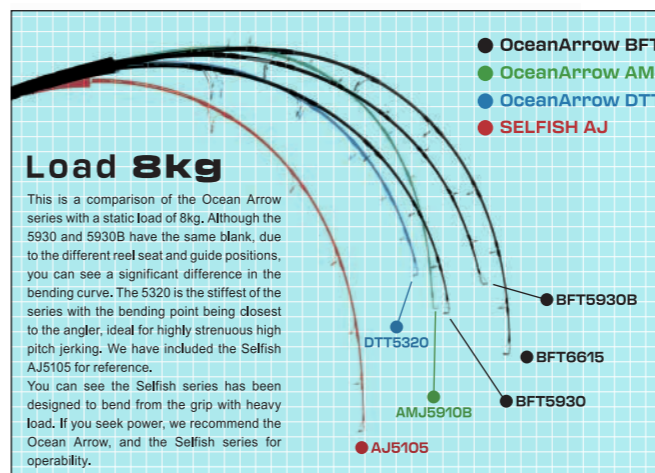 OceanArrow BFT
OceanArrow AM
OceanArrow DTT
SELFISH AJ
Load 8kg
This is a comparison of the Ocean Arrow
series with a static load of 8kg. Although the
5930 and 5930B have the same blank, due
to the different reel seat and guide positions,
you can see a significant difference in the
bending curve. The 5320 is the stiffest of the
series with the bending point being closest
to the angler, ideal for highly strenuous high
pitch jerking. We have included the Selfish
AJ5105 for reference.
You can see the Selfish series has been
designed to bend from the grip with heavy
load. If you seek power, we recommend the
Ocean Arrow, and the Selfish series for
operability.
BFT5930B
DTT5320
BFT6615
AMJ5910B
BFT5930
AJ5105